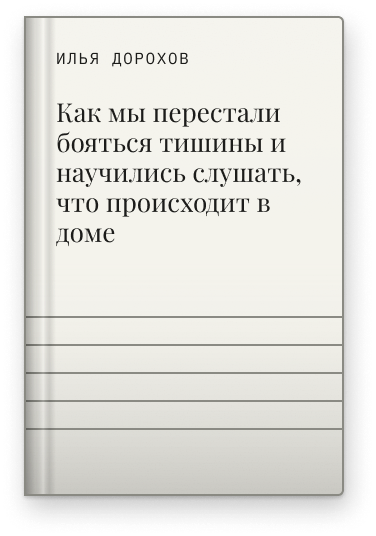 ИЛЬЯ ДОРОХОВ
Как мы перестали
бояться тишины и
научились слушать,
что происходит в
доме